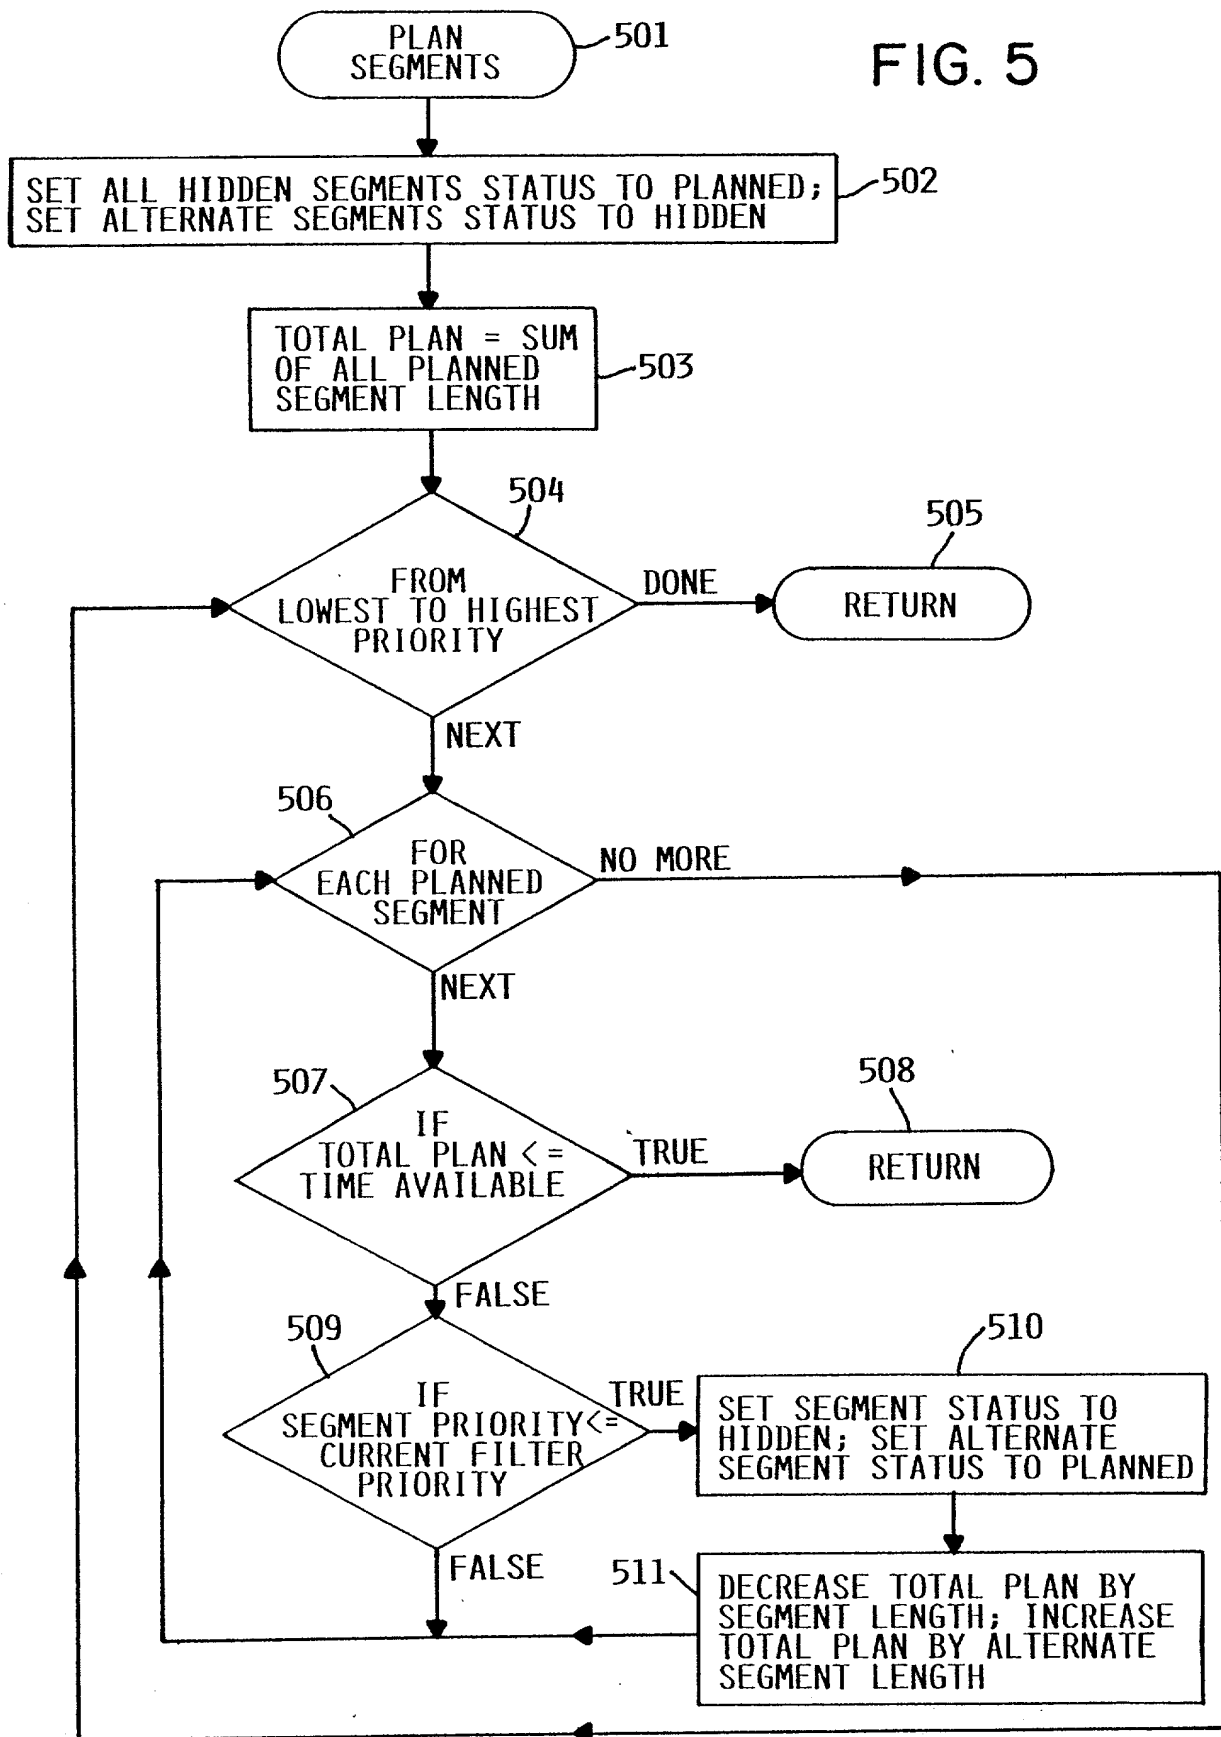 PLAN
SEGMENTS
501
FIG. 5
SET ALL HIDDEN SEGMENTS STATUS TO PLANNED;
SET ALTERNATE SEGMENTS STATUS TO HIDDEN
502
TOTAL PLAN = SUM
OF ALL PLANNED
SEGMENT LENGTH
503
504
FROM
LOWEST TO HIGHEST
PRIORITY
DONE
505
RETURN
NEXT
506
FOR
EACH PLANNED
SEGMENT
NO MORE
NEXT
507
IF
TOTAL PLAN <=
TIME AVAILABLE
TRUE
508
RETURN
FALSE
509
IF
SEGMENT PRIORITY<=
CURRENT FILTER
PRIORITY
TRUE
510
SET SEGMENT STATUS TO
HIDDEN; SET ALTERNATE
SEGMENT STATUS TO PLANNED
FALSE
511
DECREASE TOTAL PLAN BY
SEGMENT LENGTH; INCREASE
TOTAL PLAN BY ALTERNATE
SEGMENT LENGTH